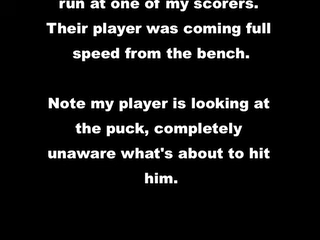 run at one of my scorers.
Their player was coming full
speed from the bench.
Note my player is looking at
the puck, completely
unaware what's about to hit
him.